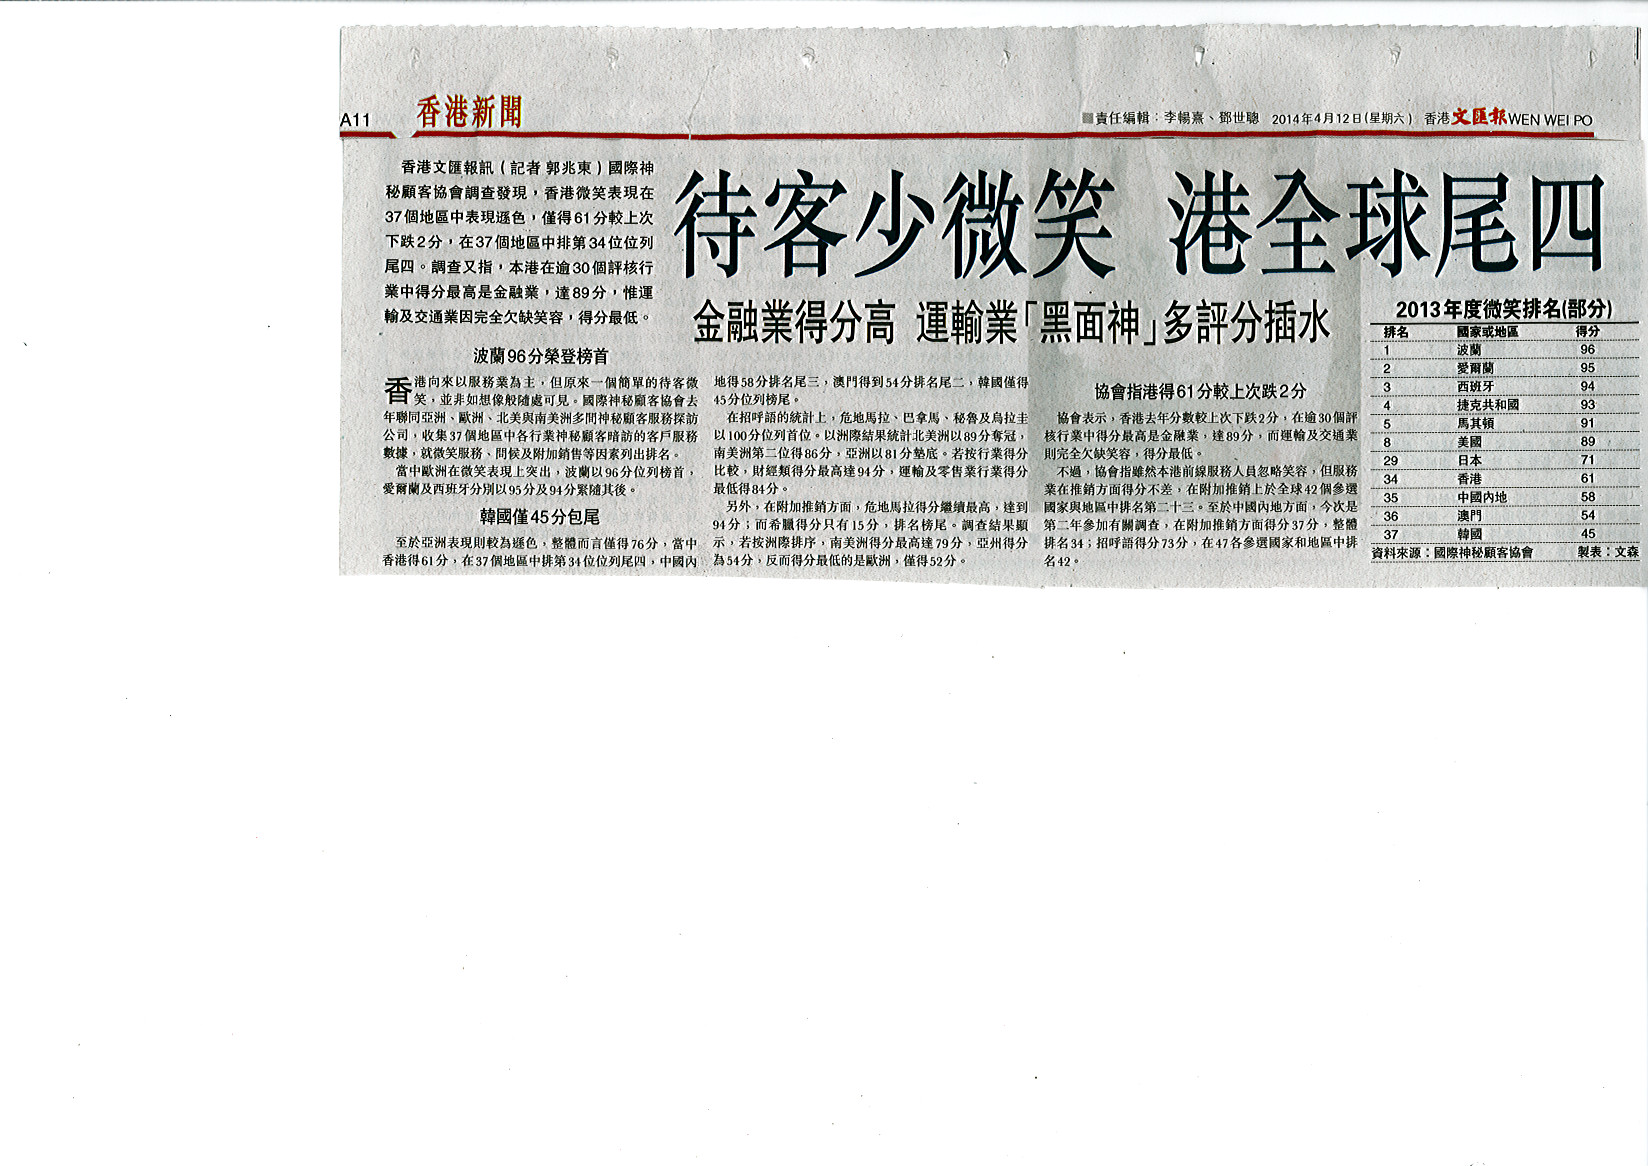 A11
香港新聞
■責任編輯：李暢熹、鄧世聰 2014年4月12日(星期六) 香港文匯報WEN WEI PO
待客少微笑 港全球尾四
金融業得分高 運輸業「黑面神」多評分插水
香港文匯報訊（記者 郭兆東）國際神
秘顧客協會調查發現，香港微笑表現在
37個地區中表現遜色，僅得61分較上次
下跌2分，在37個地區中排第34位位列
尾四。調查又指，本港在逾30個評核行
業中得分最高是金融業，達89分，惟運
輸及交通業因完全欠缺笑容，得分最低。
波蘭96分榮登榜首
香港向來以服務業為主，但原來一個簡單的待客微
笑，並非如想像般隨處可見。國際神秘顧客協會去
年聯同亞洲、歐洲、北美與南美洲多間神秘顧客服務探訪
公司，收集37個地區中各行業神秘顧客暗訪的客戶服務
數據，就微笑服務、問候及附加銷售等因素列出排名。
當中歐洲在微笑表現上突出，波蘭以96分位列榜首，
愛爾蘭及西班牙分別以95分及94分緊隨其後。
韓國僅45分包尾
至於亞洲表現則較為遜色，整體而言僅得76分，當中
香港得61分，在37個地區中排第34位位列尾四，中國內
地得58分排名尾三，澳門得到54分排名尾二，韓國僅得
45分位列榜尾。
在招呼語的統計上，危地馬拉、巴拿馬、秘魯及烏拉圭
以100分位列首位。以洲際結果統計北美洲以89分奪冠，
南美洲第二位得86分，亞洲以81分墊底。若按行業得分
比較，財經類得分最高達94分，運輸及零售業行業得分
最低得84分。
另外，在附加推銷方面，危地馬拉得分繼續最高，達到
94分；而希臘得分只有15分，排名榜尾。調查結果顯
示，若按洲際排序，南美洲得分最高達79分，亞州得分
為54分，反而得分最低的是歐洲，僅得52分。
協會指港得61分較上次跌2分
協會表示，香港去年分數較上次下跌2分，在逾30個評
核行業中得分最高是金融業，達89分，而運輸及交通業
則完全欠缺笑容，得分最低。
不過，協會指雖然本港前線服務人員忽略笑容，但服務
業在推銷方面得分不差，在附加推銷上於全球42個參選
國家與地區中排名第二十三。至於中國內地方面，今次是
第二年參加有關調查，在附加推銷方面得分37分，整體
排名34；招呼語得分73分，在47各參選國家和地區中排
名42。
2013年度微笑排名(部分)
排名 國家或地區 得分
1 波蘭 96
2 愛爾蘭 95
3 西班牙 94
4 捷克共和國 93
5 馬其頓 91
8 美國 89
29 日本 71
34 香港 61
35 中國內地 58
36 澳門 54
37 韓國 45
資料來源：國際神秘顧客協會 製表：文森